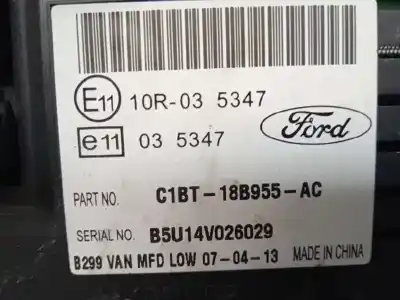 E11 10R-03 5347
e11 03 5347
Ford
PART NO. C1BT-18B955-AC
SERIAL NO. B5U14V026029
B299 VAN MFD LOW 07-04-13 MADE IN CHINA